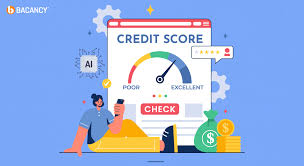 BACANCY
CREDIT SCORE
AI
POOR
EXCELLENT
CHECK
$
$